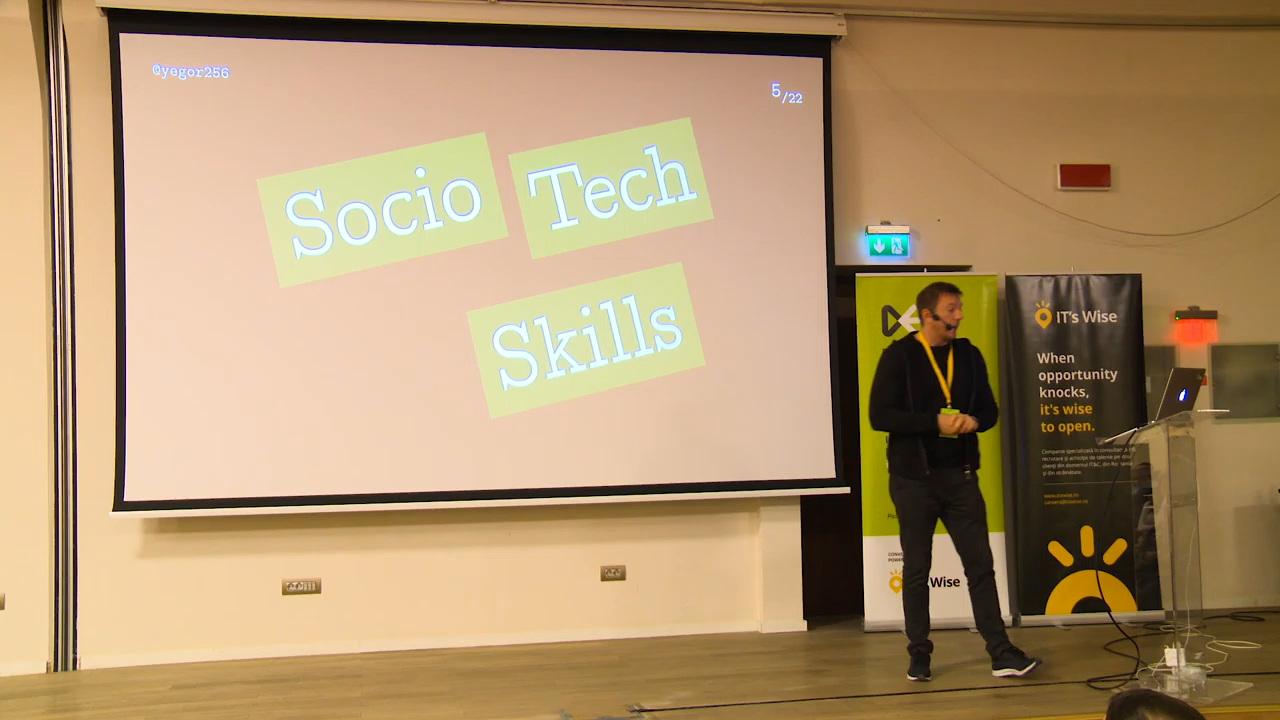 @yegor256
5/22
Socio Tech
Skills
IT's Wise
When
opportunity
knocks,
it's wise
to open.
Wise